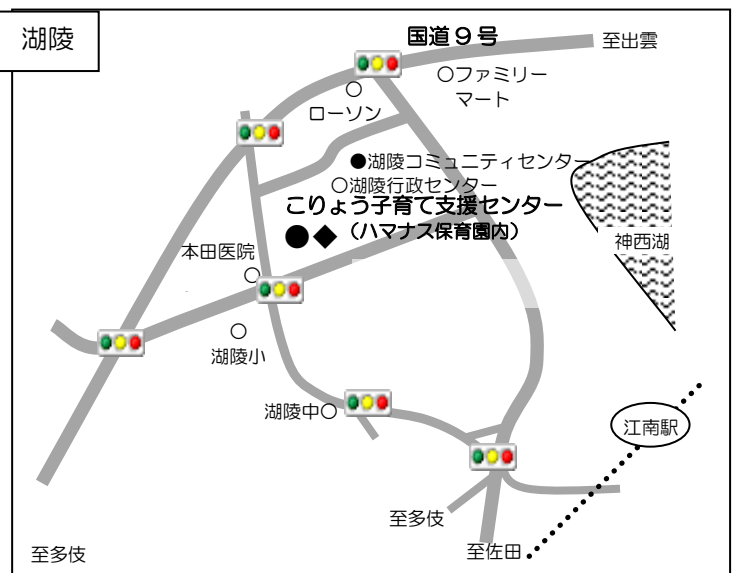 湖陵
国道9号
至出雲
○ファミリー
マート
ローソン
●湖陵コミュニティセンター
○湖陵行政センター
こりょう子育て支援センター
●◆(ハマナス保育園内)
神西湖
本田医院
湖陵小
湖陵中○
江南駅
至多伎
至佐田
至多伎